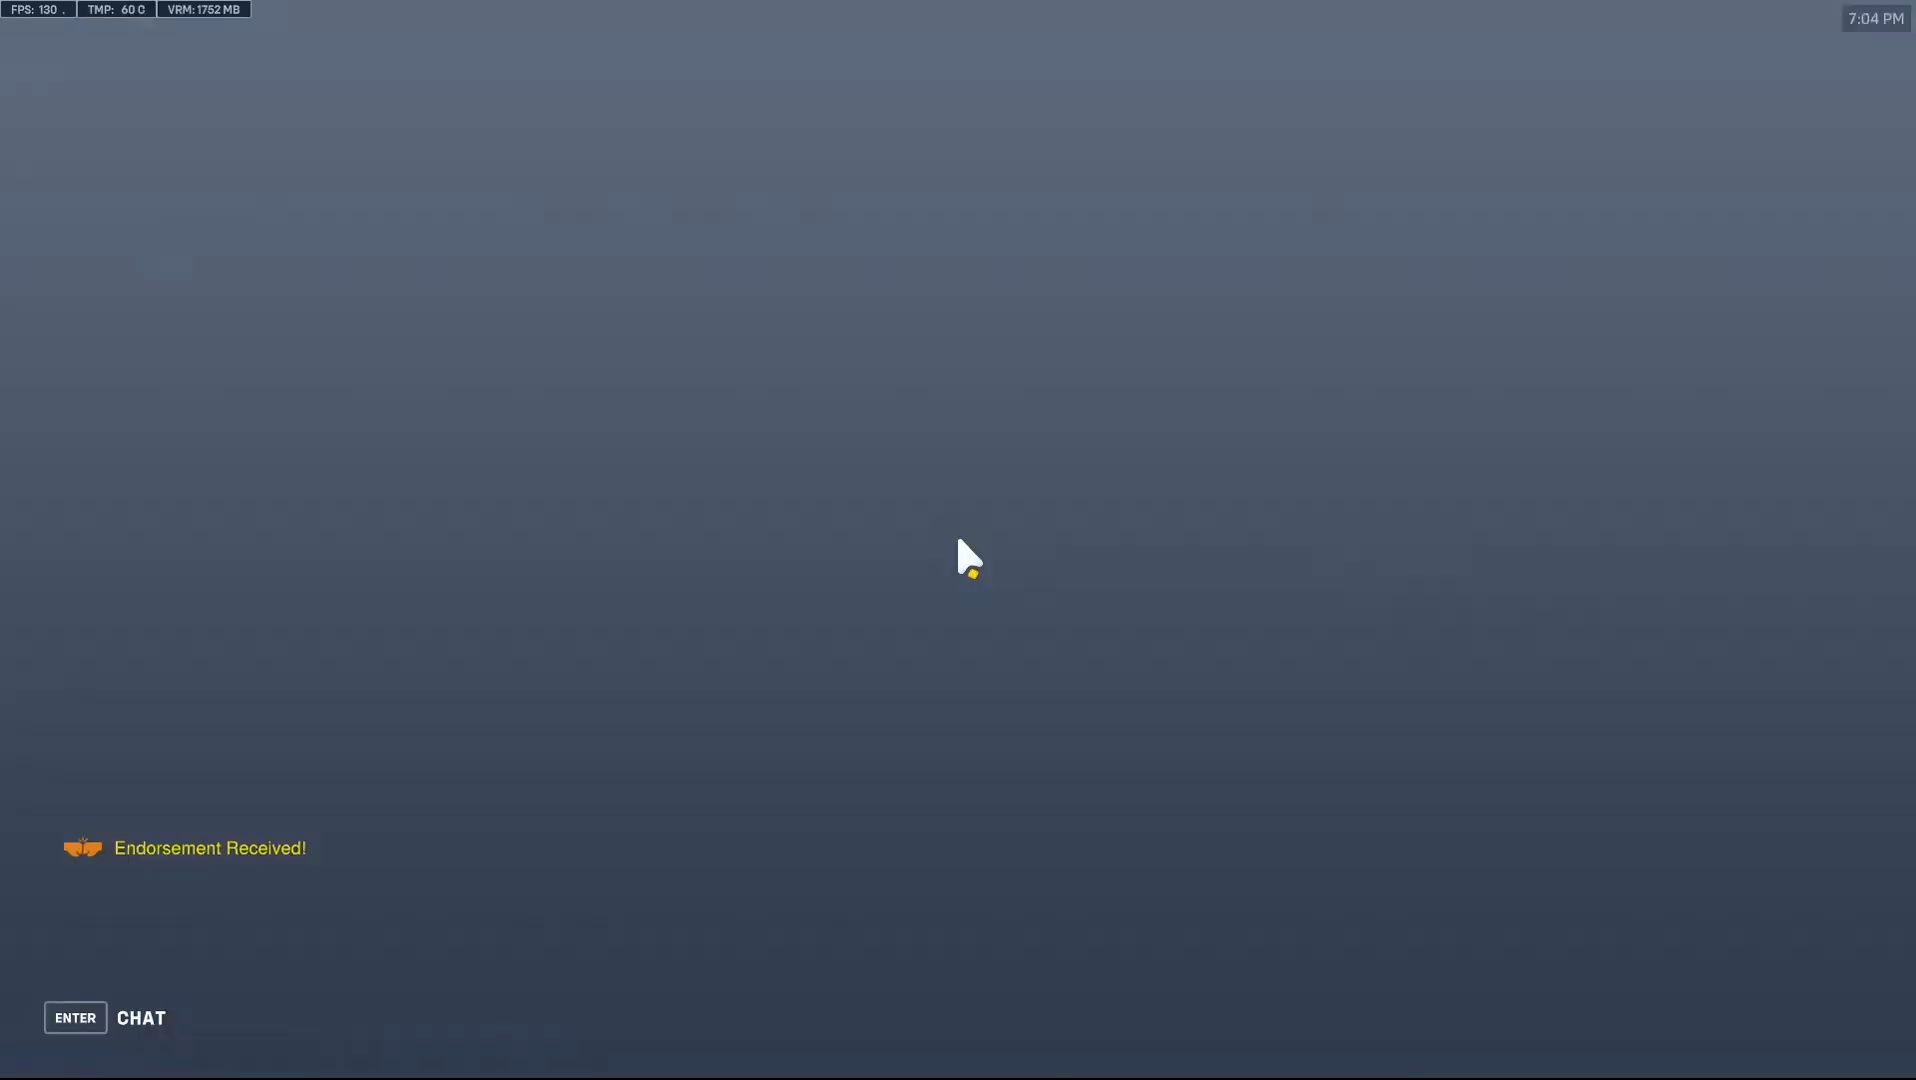 FPS: 130 .
TMP: 60 C
VRM: 1752 MB
7:04 PM
Endorsement Received!
ENTER CHAT